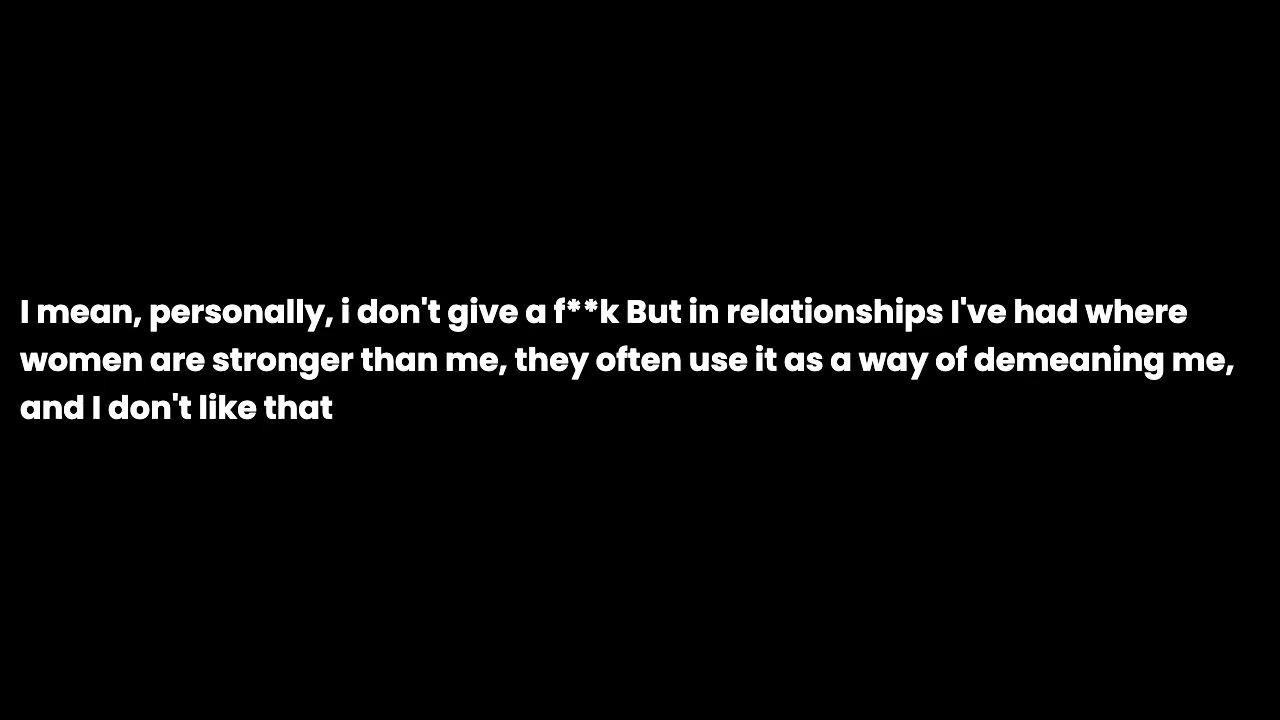 I mean, personally, i don't give a f**k But in relationships I've had where
women are stronger than me, they often use it as a way of demeaning me,
and I don't like that